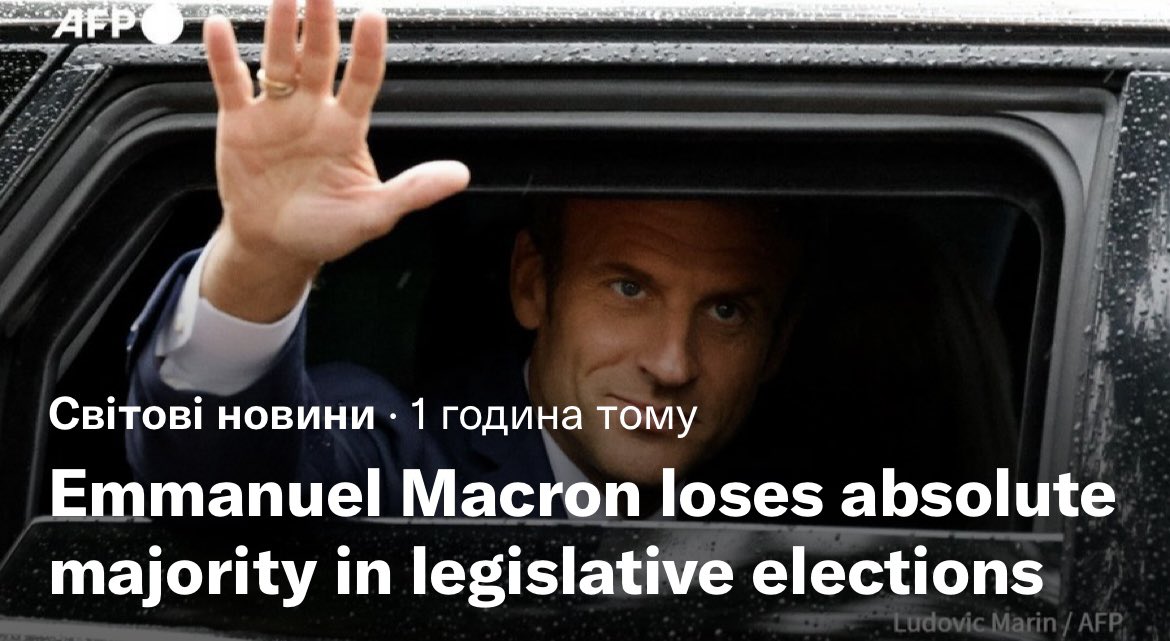 AFP
Світові новини · 1 година тому
Emmanuel Macron loses absolute
majority in legislative elections
Ludovic Marin / AFP